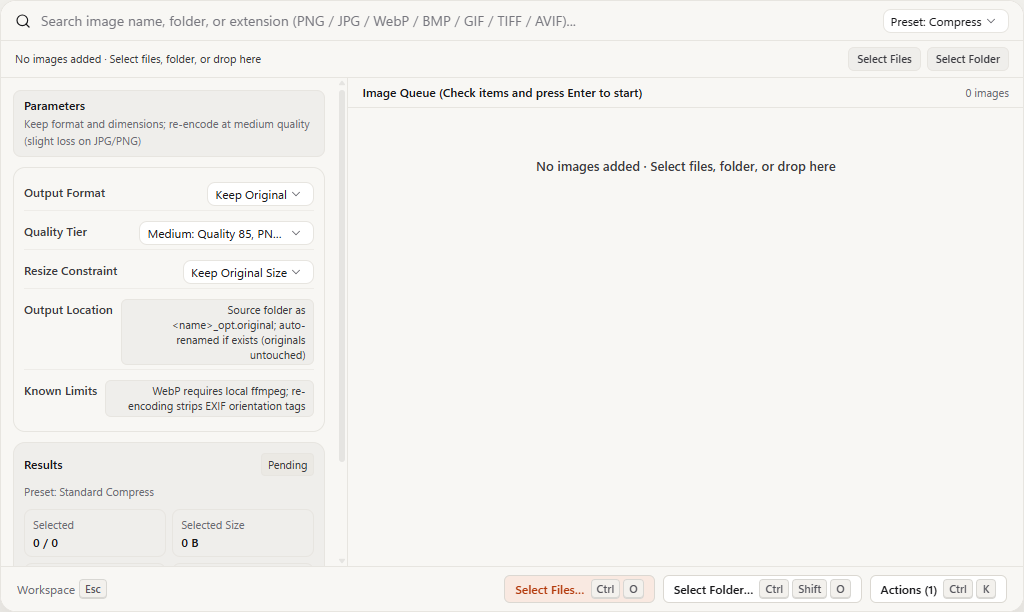 Search image name, folder, or extension (PNG / JPG / WebP / BMP / GIF / TIFF / AVIF)...
Preset: Compress
No images added · Select files, folder, or drop here
Select Files
Select Folder
Parameters
Keep format and dimensions; re-encode at medium quality
(slight loss on JPG/PNG)
Output Format
Keep Original
Quality Tier
Medium: Quality 85, PN...
Resize Constraint
Keep Original Size
Output Location
Source folder as
<name>_opt.original; auto-
renamed if exists (originals
untouched)
Known Limits
WebP requires local ffmpeg; re-
encoding strips EXIF orientation tags
Results
Pending
Preset: Standard Compress
Selected
0 / 0
Selected Size
0 B
Image Queue (Check items and press Enter to start)
0 images
No images added · Select files, folder, or drop here
Workspace Esc
Select Files... Ctrl O
Select Folder... Ctrl Shift O
Actions (1) Ctrl K